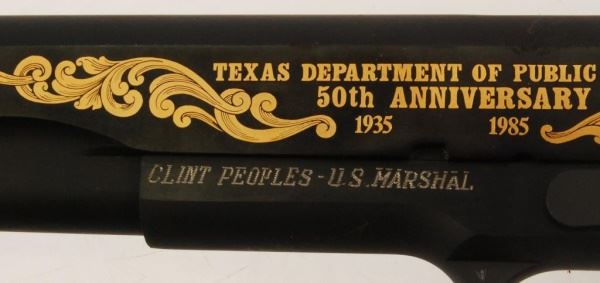 TEXAS DEPARTMENT OF PUBLIC
50th ANNIVERSARY
1935 1985
CLINT PEOPLES - U.S. MARSHAL